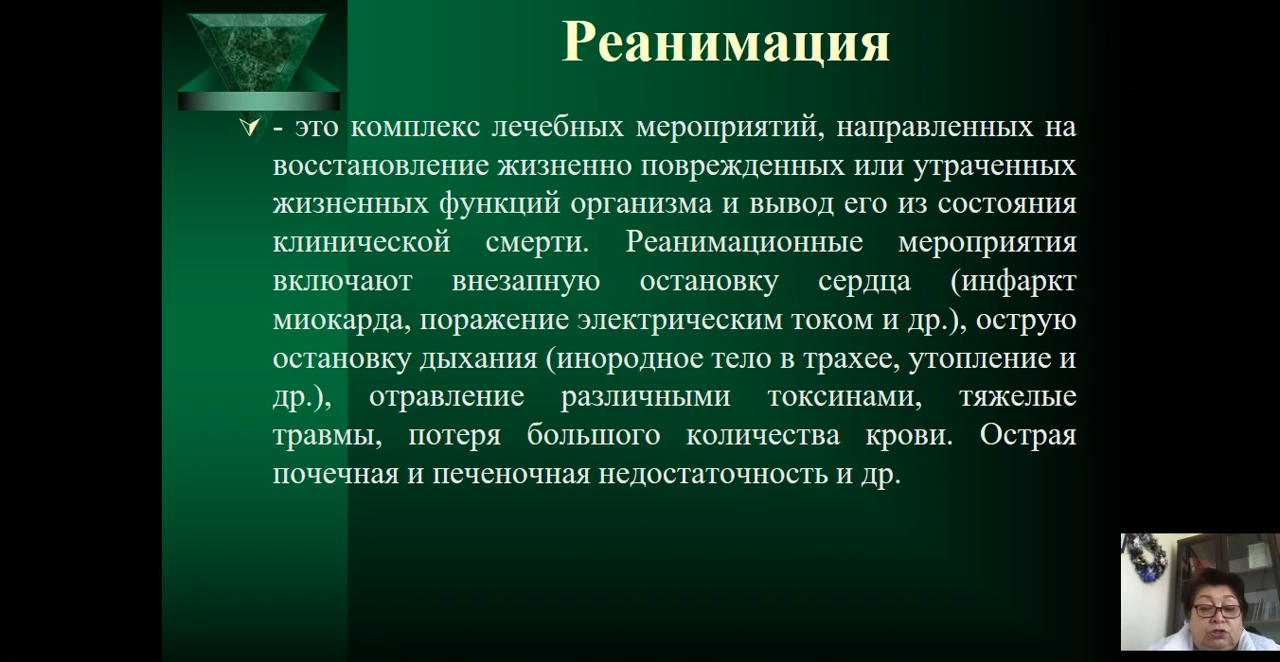 Реанимация
- это комплекс лечебных мероприятий, направленных на
восстановление жизненно поврежденных или утраченных
жизненных функций организма и вывод его из состояния
клинической смерти. Реанимационные мероприятия
включают внезапную остановку сердца (инфаркт
миокарда, поражение электрическим током и др.), острую
остановку дыхания (инородное тело в трахее, утопление и
др.), отравление различными токсинами, тяжелые
травмы, потеря большого количества крови. Острая
почечная и печеночная недостаточность и др.